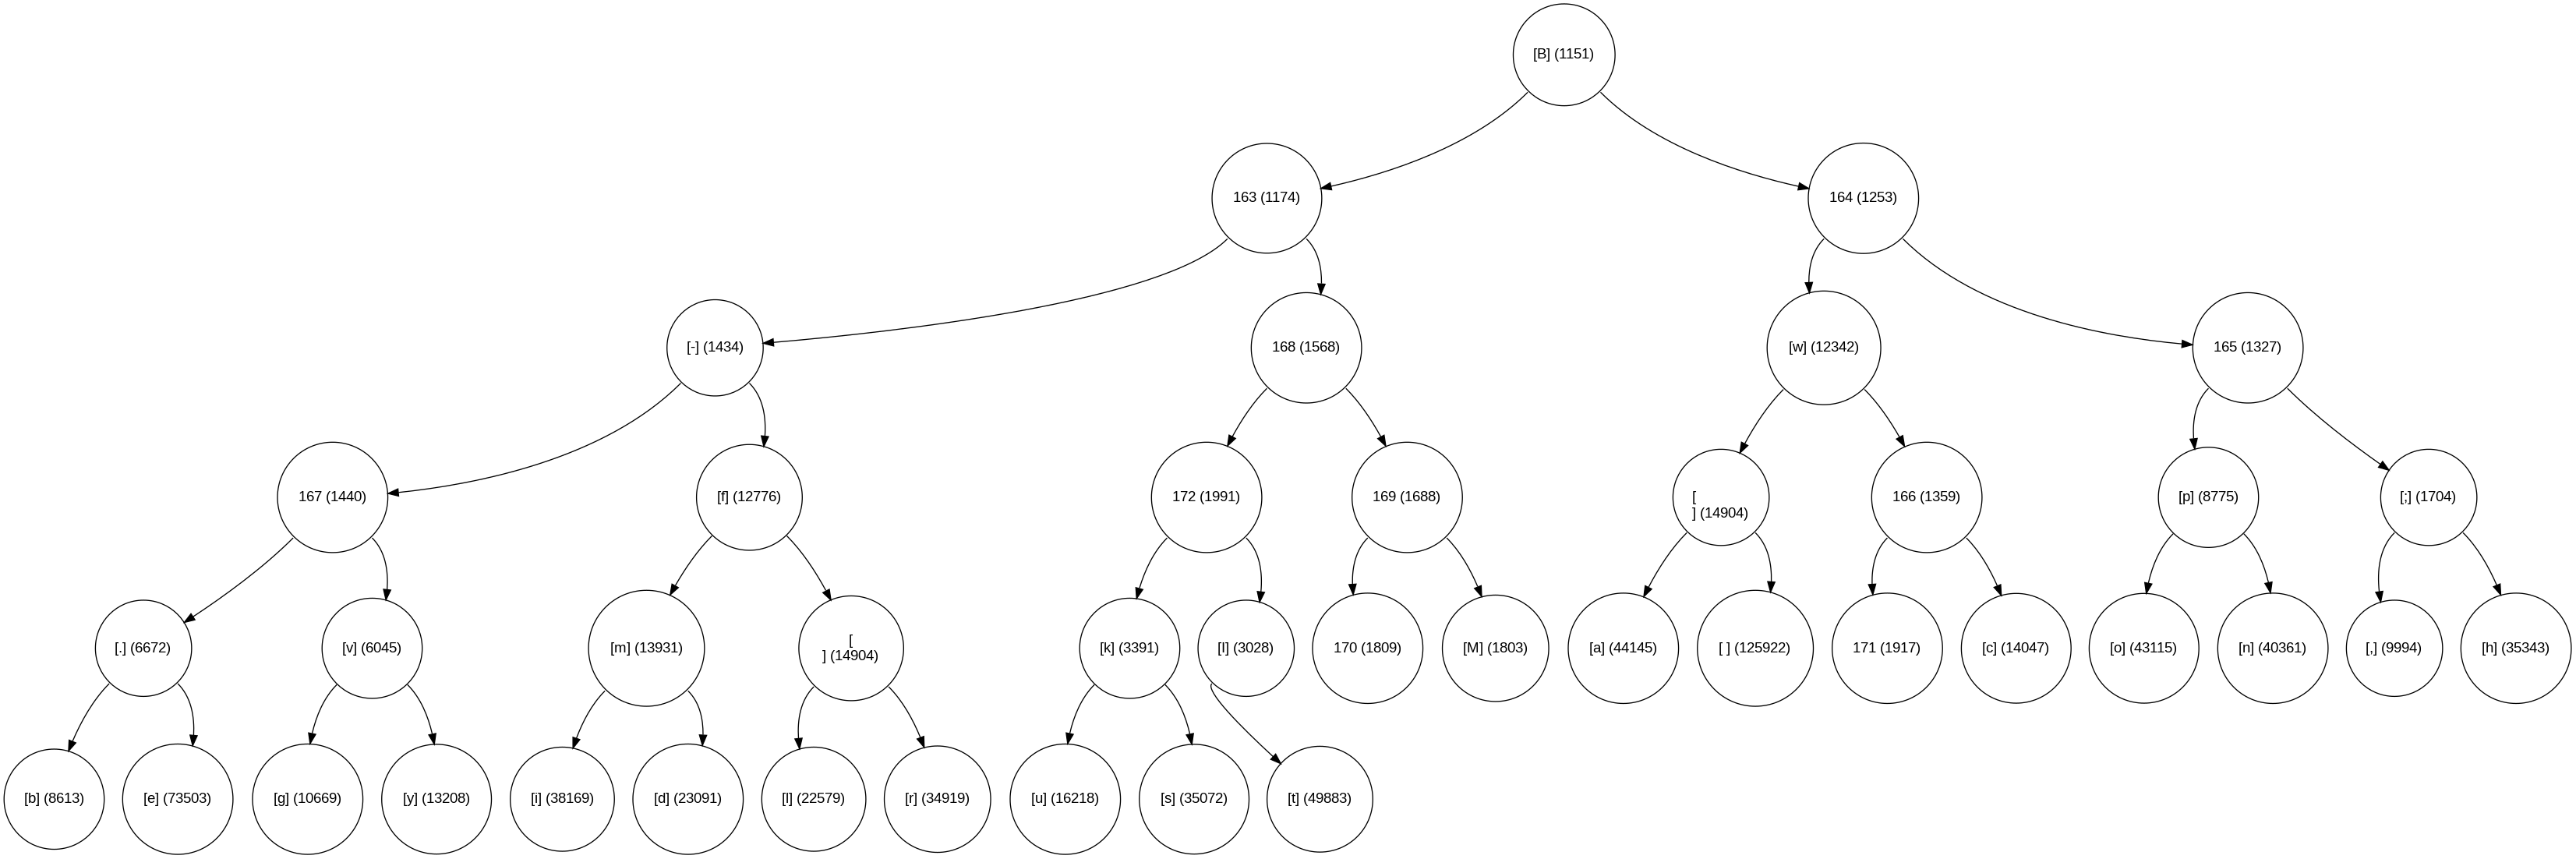 [B] (1151)
163 (1174)
164 (1253)
[-] (1434)
168 (1568)
[w] (12342)
165 (1327)
167 (1440)
[f] (12776)
172 (1991)
169 (1688)
[
] (14904)
166 (1359)
[p] (8775)
[;] (1704)
[.] (6672)
[v] (6045)
[m] (13931)
[
] (14904)
[k] (3391)
[I] (3028)
170 (1809)
[M] (1803)
[a] (44145)
[ ] (125922)
171 (1917)
[c] (14047)
[o] (43115)
[n] (40361)
[,] (9994)
[h] (35343)
[b] (8613)
[e] (73503)
[g] (10669)
[y] (13208)
[i] (38169)
[d] (23091)
[l] (22579)
[r] (34919)
[u] (16218)
[s] (35072)
[t] (49883)